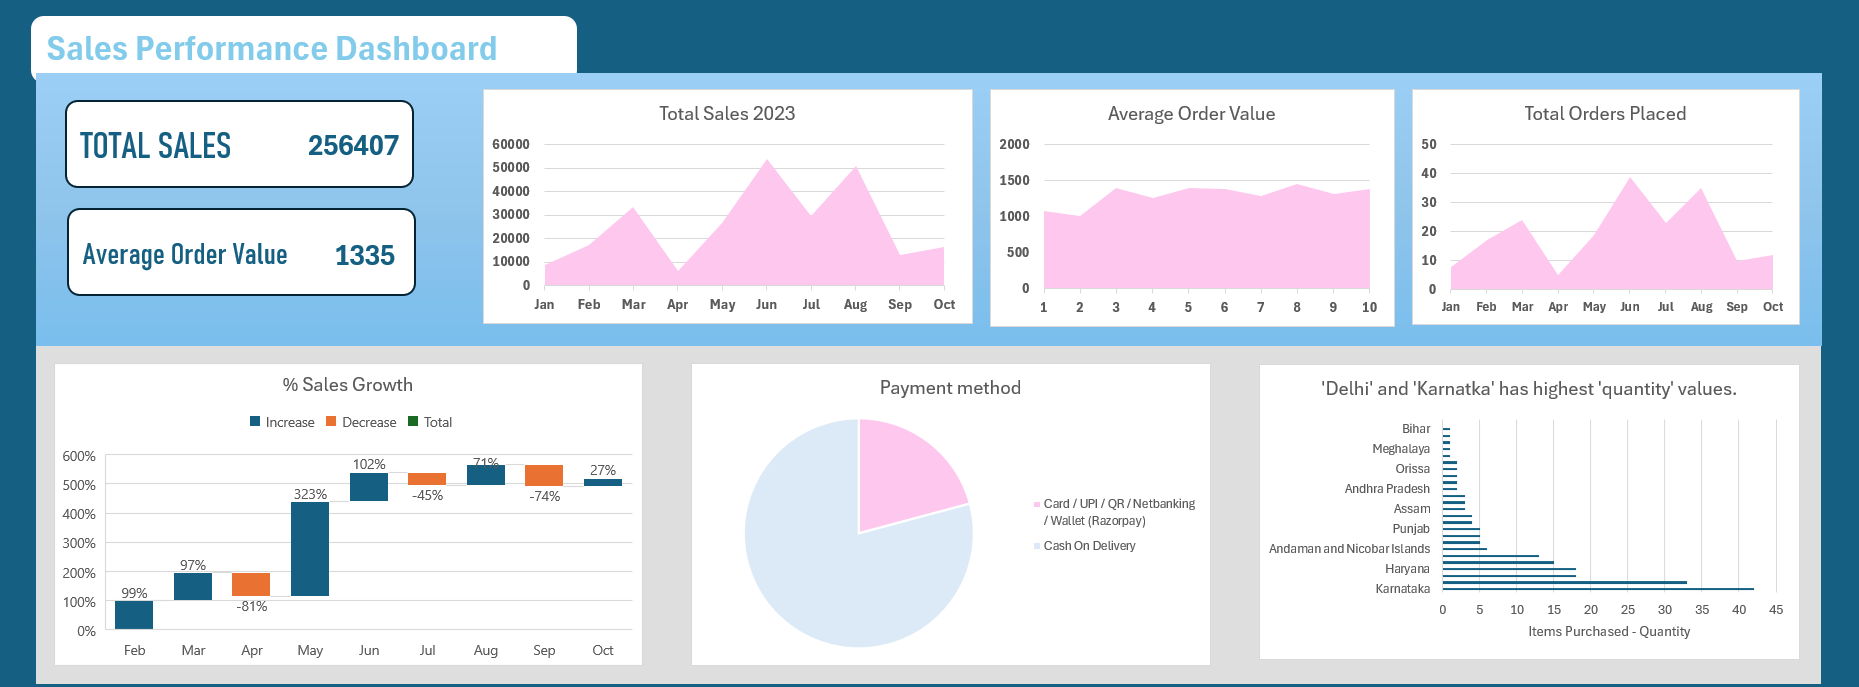 Sales Performance Dashboard
TOTAL SALES 256407
Average Order Value 1335
Total Sales 2023
60000
50000
40000
30000
20000
10000
0
Jan Feb Mar Apr May Jun Jul Aug Sep Oct
Average Order Value
2000
1500
1000
500
0
1 2 3 4 5 6 7 8 9 10
Total Orders Placed
50
40
30
20
10
0
Jan Feb Mar Apr May Jun Jul Aug Sep Oct
% Sales Growth
Increase Decrease Total
600%
500%
400%
300%
200%
100%
0%
99%
97%
-81%
323%
102%
-45%
71%
-74%
27%
Feb Mar Apr May Jun Jul Aug Sep Oct
Payment method
Card / UPI / QR / Netbanking
/ Wallet (Razorpay)
Cash On Delivery
'Delhi' and 'Karnatka' has highest 'quantity' values.
Bihar
Meghalaya
Orissa
Andhra Pradesh
Assam
Punjab
Andaman and Nicobar Islands
Haryana
Karnataka
0 5 10 15 20 25 30 35 40 45
Items Purchased - Quantity